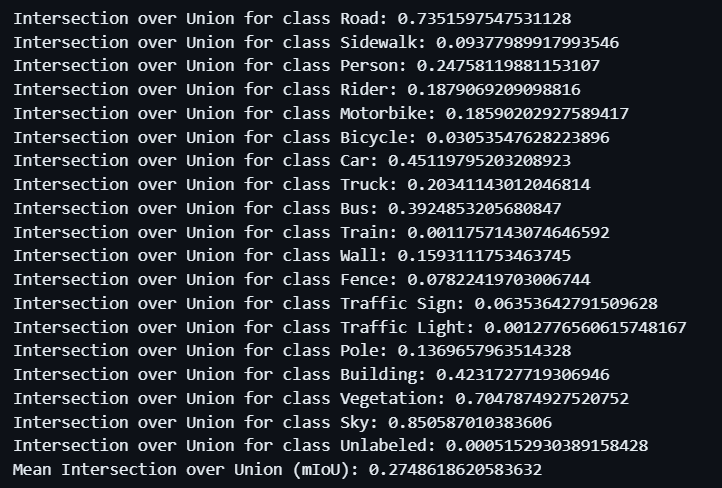 Intersection over Union for class Road: 0.7351597547531128
Intersection over Union for class Sidewalk: 0.09377989917993546
Intersection over Union for class Person: 0.24758119881153107
Intersection over Union for class Rider: 0.1879069209098816
Intersection over Union for class Motorbike: 0.18590202927589417
Intersection over Union for class Bicycle: 0.03053547628223896
Intersection over Union for class Car: 0.45119795203208923
Intersection over Union for class Truck: 0.20341143012046814
Intersection over Union for class Bus: 0.3924853205680847
Intersection over Union for class Train: 0.0011757143074646592
Intersection over Union for class Wall: 0.1593111753463745
Intersection over Union for class Fence: 0.07822419703006744
Intersection over Union for class Traffic Sign: 0.06353642791509628
Intersection over Union for class Traffic Light: 0.0012776560615748167
Intersection over Union for class Pole: 0.1369657963514328
Intersection over Union for class Building: 0.4231727719306946
Intersection over Union for class Vegetation: 0.7047874927520752
Intersection over Union for class Sky: 0.850587010383606
Intersection over Union for class Unlabeled: 0.0005152930389158428
Mean Intersection over Union (mIoU): 0.2748618620583632